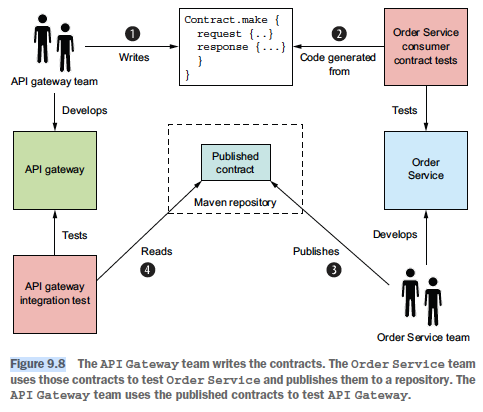 1
Contract.make {
request {..}
response {...}
}
}
2
Order Service
consumer
contract tests
Writes
Code generated
from
API gateway team
Develops
Tests
API gateway
Published
contract
Maven repository
Order
Service
Tests
Reads
4
Publishes
3
Develops
API gateway
integration test
Order Service team
Figure 9.8 The API Gateway team writes the contracts. The Order Service team
uses those contracts to test Order Service and publishes them to a repository. The
API Gateway team uses the published contracts to test API Gateway.